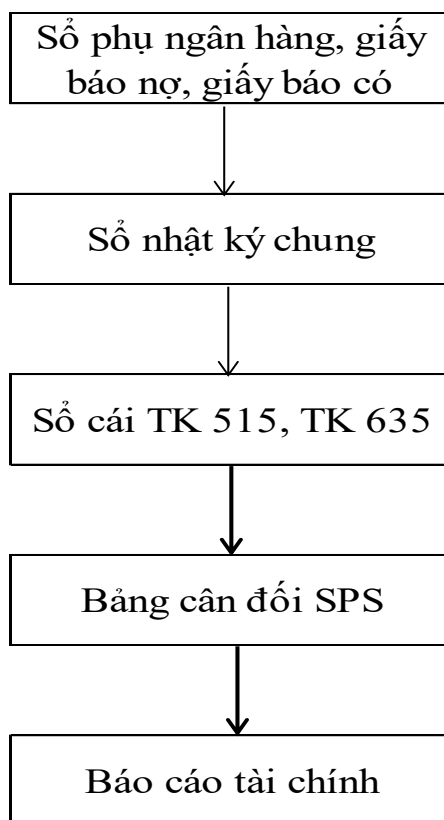 Sổ phụ ngân hàng, giấy
báo nợ, giấy báo có
Sổ nhật ký chung
Sổ cái TK 515, TK 635
Bảng cân đối SPS
Báo cáo tài chính